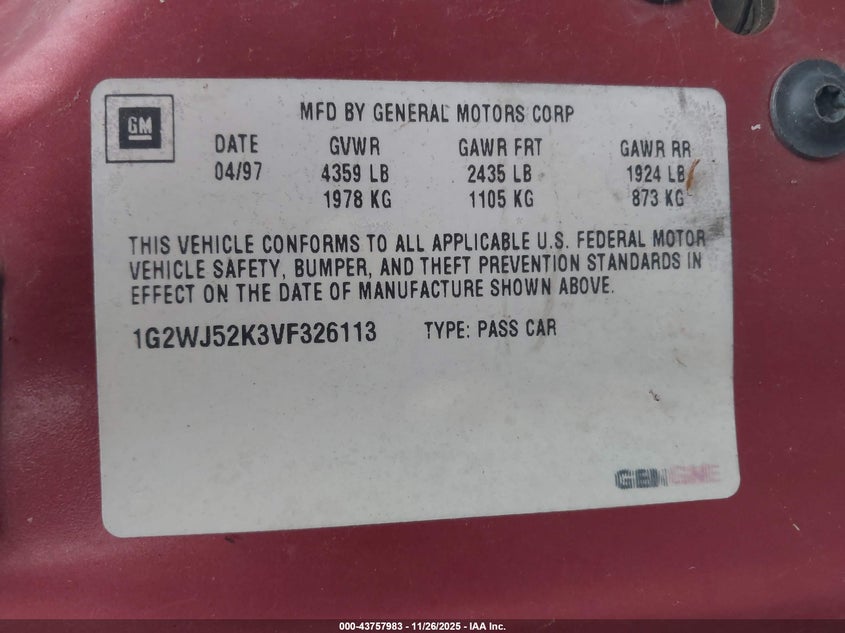 GM
MFD BY GENERAL MOTORS CORP
DATE GVWR GAWR FRT GAWR RR
04/97 4359 LB 2435 LB 1924 LB
1978 KG 1105 KG 873 KG
THIS VEHICLE CONFORMS TO ALL APPLICABLE U.S. FEDERAL MOTOR
VEHICLE SAFETY, BUMPER, AND THEFT PREVENTION STANDARDS IN
EFFECT ON THE DATE OF MANUFACTURE SHOWN ABOVE.
1G2WJ52K3VF326113 TYPE: PASS CAR
000-43757983 - 11/26/2025 - IAA Inc.